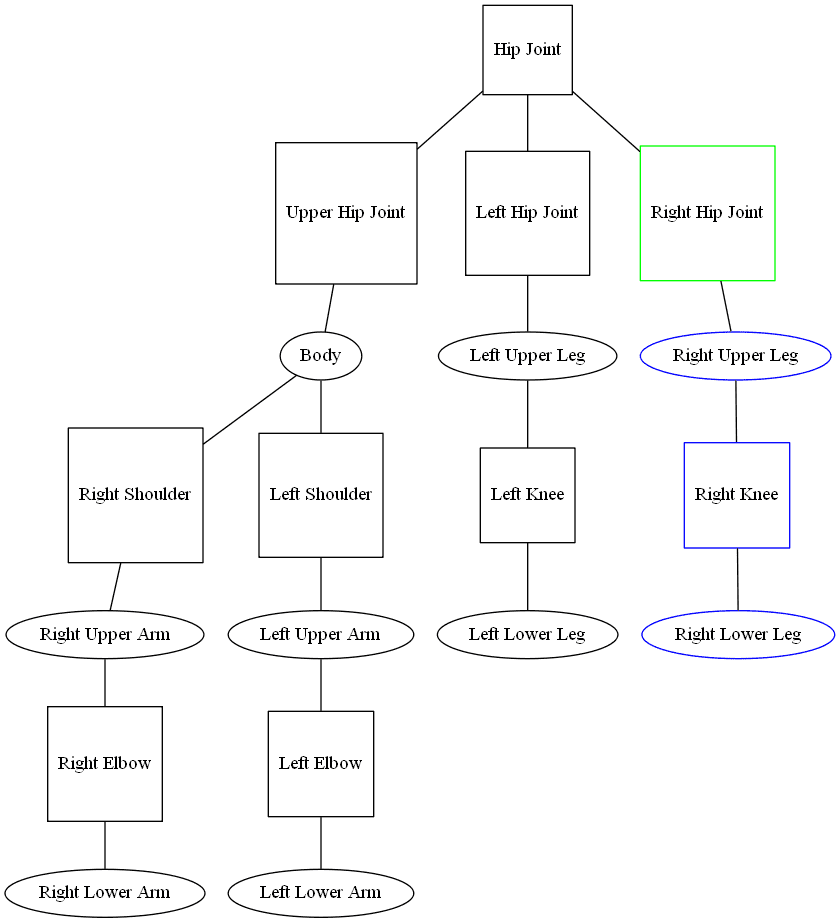 Hip Joint
Upper Hip Joint
Left Hip Joint
Right Hip Joint
Body
Left Upper Leg
Right Upper Leg
Right Shoulder
Left Shoulder
Left Knee
Right Knee
Right Upper Arm
Left Upper Arm
Left Lower Leg
Right Lower Leg
Right Elbow
Left Elbow
Right Lower Arm
Left Lower Arm